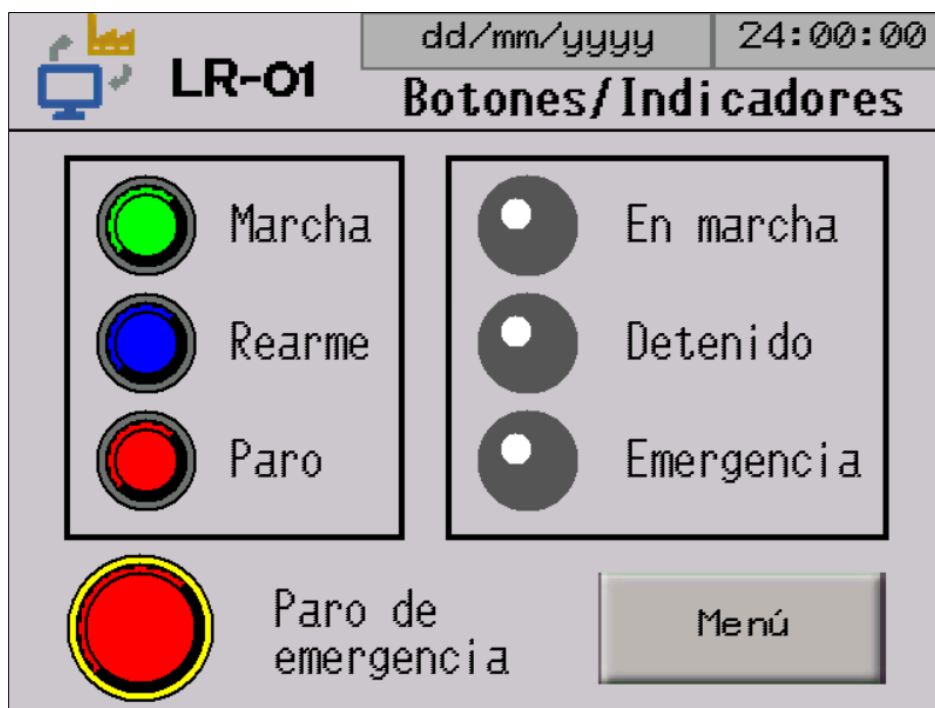 dd/mm/yyyy 24:00:00
LR-01
Botones/Indicadores
Marcha
En marcha
Rearme
Detenido
Paro
Emergencia
Paro de
emergencia
Menú